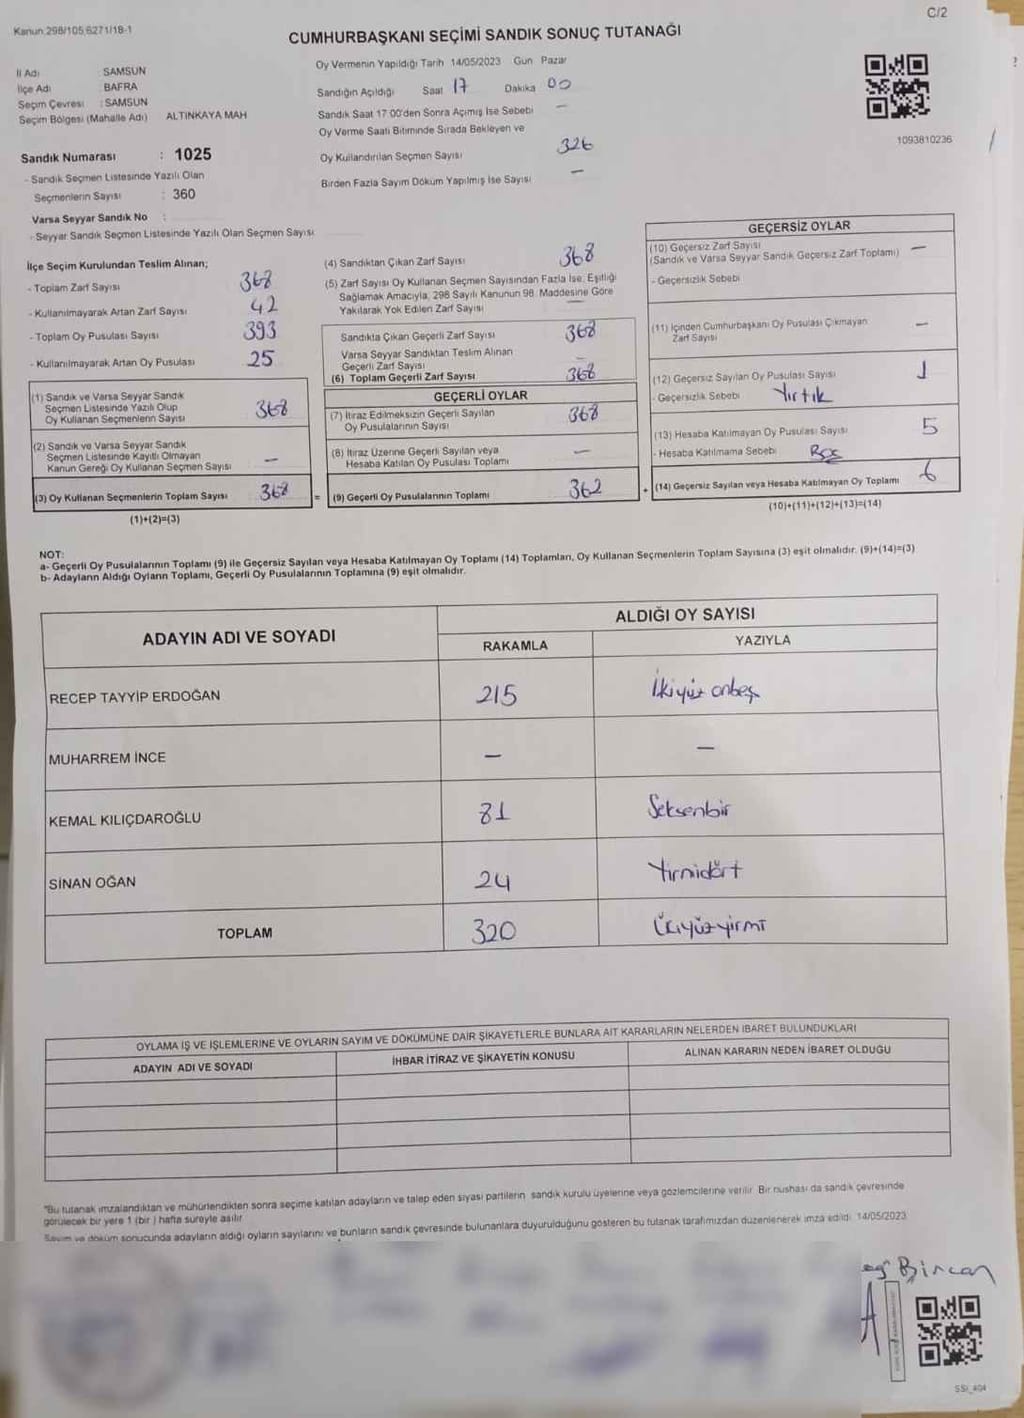 C/2
Kanun:298/105,6271/18-1
CUMHURBAŞKANI SEÇİMİ SANDIK SONUÇ TUTANAĞI
İl Adı : SAMSUN
İlçe Adı : BAFRA
Seçim Çevresi : SAMSUN
Seçim Bölgesi (Mahalle Adı) ALTINKAYA MAH
Sandık Numarası : 1025
- Sandık Seçmen Listesinde Yazılı Olan
Seçmenlerin Sayısı : 360
Varsa Seyyar Sandık No :
- Seyyar Sandık Seçmen Listesinde Yazılı Olan Seçmen Sayısı:
Oy Vermenin Yapıldığı Tarih 14/05/2023 Gün Pazar
Sandığın Açıldığı Saat 17 Dakika 00
Sandık Saat 17:00'den Sonra Açımış İse Sebebi —
Oy Verme Saati Bitiminde Sırada Bekleyen ve
Oy Kullandırılan Seçmen Sayısı 326
Birden Fazla Sayım Döküm Yapılmış İse Sayısı —
1093810236
İlçe Seçim Kurulundan Teslim Alınan;
- Toplam Zarf Sayısı 368
- Kullanılmayarak Artan Zarf Sayısı 42
- Toplam Oy Pusulası Sayısı 393
- Kullanılmayarak Artan Oy Pusulası 25
(1) Sandık ve Varsa Seyyar Sandık
Seçmen Listesinde Yazılı Olup
Oy Kullanan Seçmenlerin Sayısı 368
(2) Sandık ve Varsa Seyyar Sandık
Seçmen Listesinde Kayıtlı Olmayan
Kanun Gereği Oy Kullanan Seçmen Sayısı —
(3) Oy Kullanan Seçmenlerin Toplam Sayısı 368
(1)+(2)=(3)
(4) Sandıktan Çıkan Zarf Sayısı 368
(5) Zarf Sayısı Oy Kullanan Seçmen Sayısından Fazla İse, Eşitliği
Sağlamak Amacıyla, 298 Sayılı Kanunun 98. Maddesine Göre
Yakılarak Yok Edilen Zarf Sayısı —
Sandıkta Çıkan Geçerli Zarf Sayısı 368
Varsa Seyyar Sandıktan Teslim Alınan
Geçerli Zarf Sayısı —
(6) Toplam Geçerli Zarf Sayısı 368
GEÇERLİ OYLAR
(7) İtiraz Edilmeksizin Geçerli Sayılan
Oy Pusulalarının Sayısı 368
(8) İtiraz Üzerine Geçerli Sayılan veya
Hesaba Katılan Oy Pusulası Toplamı —
= (9) Geçerli Oy Pusulalarının Toplamı 362
GEÇERSİZ OYLAR
(10) Geçersiz Zarf Sayısı
(Sandık ve Varsa Seyyar Sandık Geçersiz Zarf Toplamı) —
- Geçersizlik Sebebi
(11) İçinden Cumhurbaşkanı Oy Pusulası Çıkmayan
Zarf Sayısı —
(12) Geçersiz Sayılan Oy Pusulası Sayısı 1
- Geçersizlik Sebebi Yırtık
(13) Hesaba Katılmayan Oy Pusulası Sayısı 5
- Hesaba Katılmama Sebebi Boş
+ (14) Geçersiz Sayılan veya Hesaba Katılmayan Oy Toplamı 6
(10)+(11)+(12)+(13)=(14)
NOT:
a- Geçerli Oy Pusulalarının Toplamı (9) ile Geçersiz Sayılan veya Hesaba Katılmayan Oy Toplamı (14) Toplamları, Oy Kullanan Seçmenlerin Toplam Sayısına (3) eşit olmalıdır. (9)+(14)=(3)
b- Adayların Aldığı Oyların Toplamı, Geçerli Oy Pusulalarının Toplamına (9) eşit olmalıdır.
ADAYIN ADI VE SOYADI
ALDIĞI OY SAYISI
RAKAMLA YAZIYLA
RECEP TAYYİP ERDOĞAN 215 İkiyüz onbeş
MUHARREM İNCE — —
KEMAL KILIÇDAROĞLU 81 Seksenbir
SİNAN OĞAN 24 Yirmidört
TOPLAM 320 Üçyüzyirmi
OYLAMA İŞ VE İŞLEMLERİNE VE OYLARIN SAYIM VE DÖKÜMÜNE DAİR ŞİKAYETLERLE BUNLARA AİT KARARLARIN NELERDEN İBARET BULUNDUKLARI
ADAYIN ADI VE SOYADI İHBAR İTİRAZ VE ŞİKAYETİN KONUSU ALINAN KARARIN NEDEN İBARET OLDUĞU
*Bu tutanak imzalandıktan ve mühürlendikten sonra seçime katılan adayların ve talep eden siyasi partilerin sandık kurulu üyelerine veya gözlemcilerine verilir. Bir nüshası da sandık çevresinde
görülecek bir yere 1 (bir) hafta süreyle asılır.
Sayım ve döküm sonucunda adayların aldığı oyların sayılarını ve bunların sandık çevresinde bulunanlara duyurulduğunu gösteren bu tutanak tarafımızdan düzenlenerek imza edildi. 14/05/2023
Bircan
SSI_404